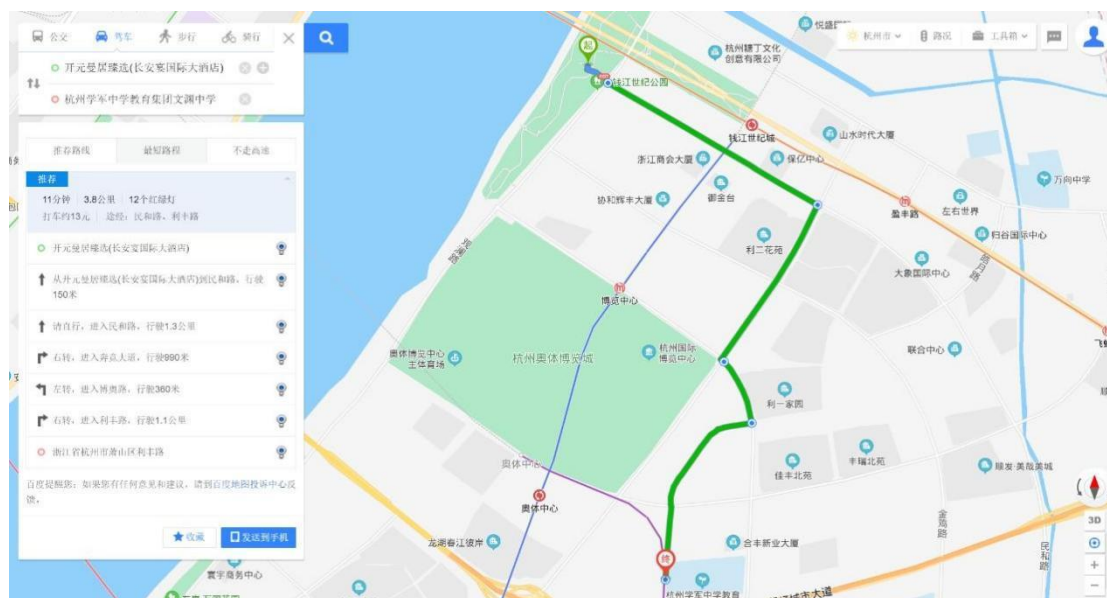 公交 驾车 步行 骑行
开元曼居臻选(长安宴国际大酒店)
杭州学军中学教育集团文渊中学
推荐路线 最短路程 不走高速
推荐
11分钟 3.8公里 12个红绿灯
打车约13元 途经：民和路、利丰路
开元曼居臻选(长安宴国际大酒店)
从开元曼居臻选(长安宴国际大酒店)到民和路，行驶
150米
请直行，进入民和路，行驶1.3公里
右转，进入奔竞大道，行驶990米
左转，进入博奥路，行驶360米
右转，进入利丰路，行驶1.1公里
浙江省杭州市萧山区利丰路
百度提醒您：如果您有任何意见和建议，请到百度地图投诉中心反
馈。
收藏 发送到手机
杭州市 路况 工具箱
起
钱江世纪公园
杭州糖丁文化
创意有限公司
钱江世纪城
山水时代大厦
浙江商会大厦
保亿中心
万向中学
协和辉丰大厦
御金台
左右世界
盈丰路
归谷国际中心
利二花苑
观澜路
大象国际中心
博览中心
奥体博览中心
主体育场
杭州奥体博览城
杭州国际
博览中心
联合中心
利一家园
丰瑞北苑
佳丰北苑
顺发·美哉美城
奥体中心
奥体中心
金鸡路
民和路
龙湖春江彼岸
合丰新业大厦
终
寰宇商务中心
杭州学军中学教育
城市大道
3D